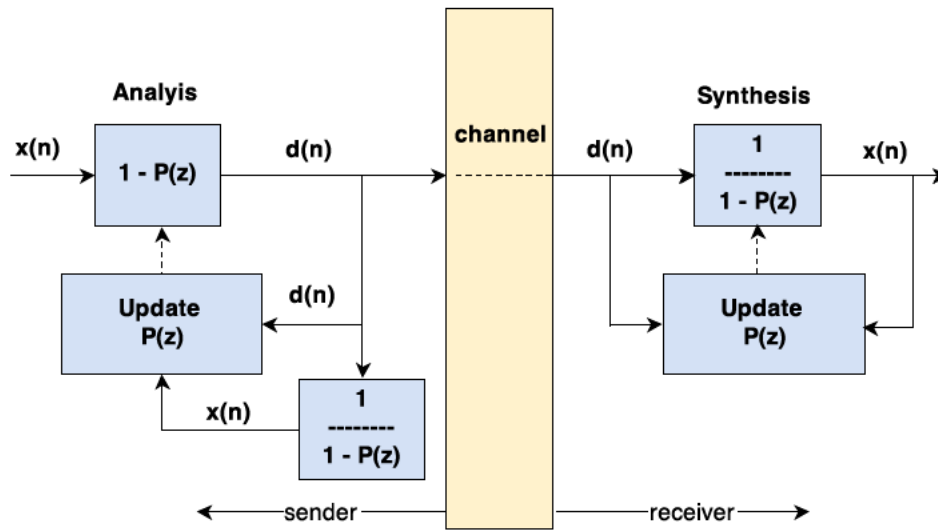 Analyis
Synthesis
channel
x(n)
1 - P(z)
d(n)
d(n)
1
--------
1 - P(z)
x(n)
Update
P(z)
d(n)
Update
P(z)
x(n)
1
--------
1 - P(z)
sender
receiver